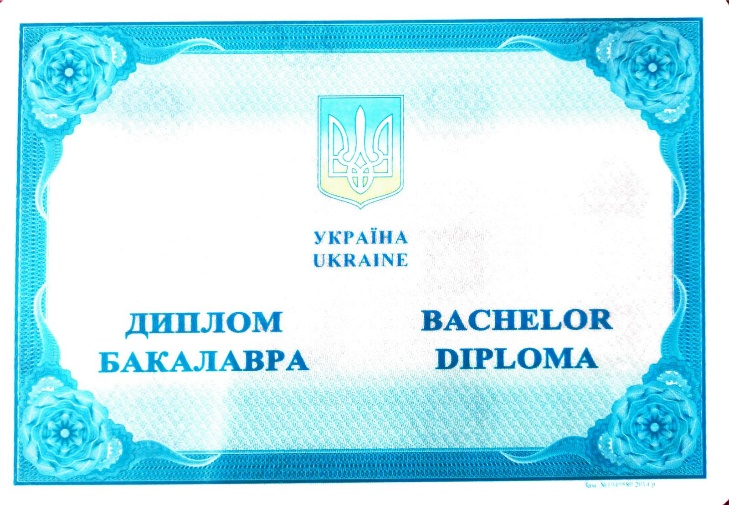 УКРАЇНА
UKRAINE
ДИПЛОМ
БАКАЛАВРА
BACHELOR
DIPLOMA